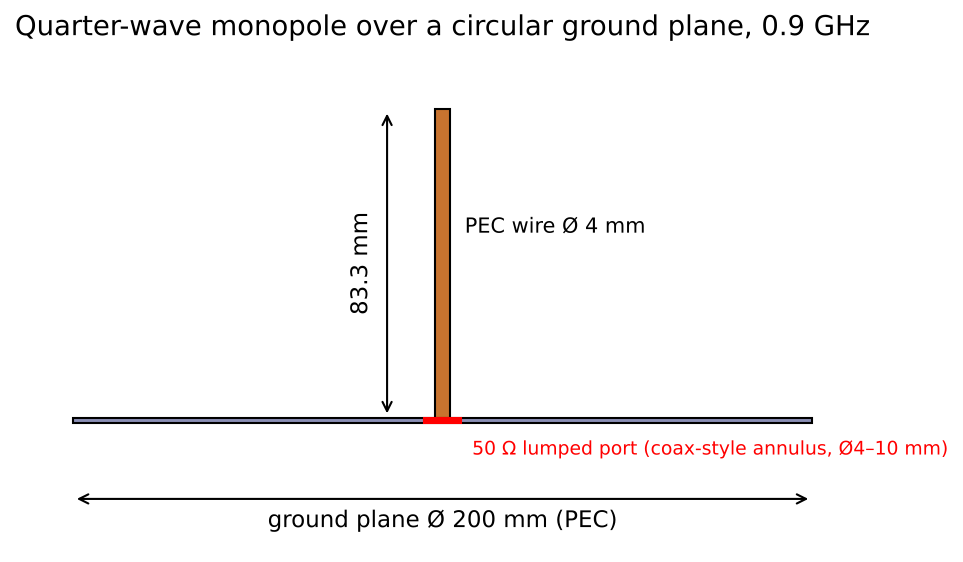 Quarter-wave monopole over a circular ground plane, 0.9 GHz
83.3 mm
PEC wire Ø 4 mm
50 Ω lumped port (coax-style annulus, Ø4–10 mm)
ground plane Ø 200 mm (PEC)